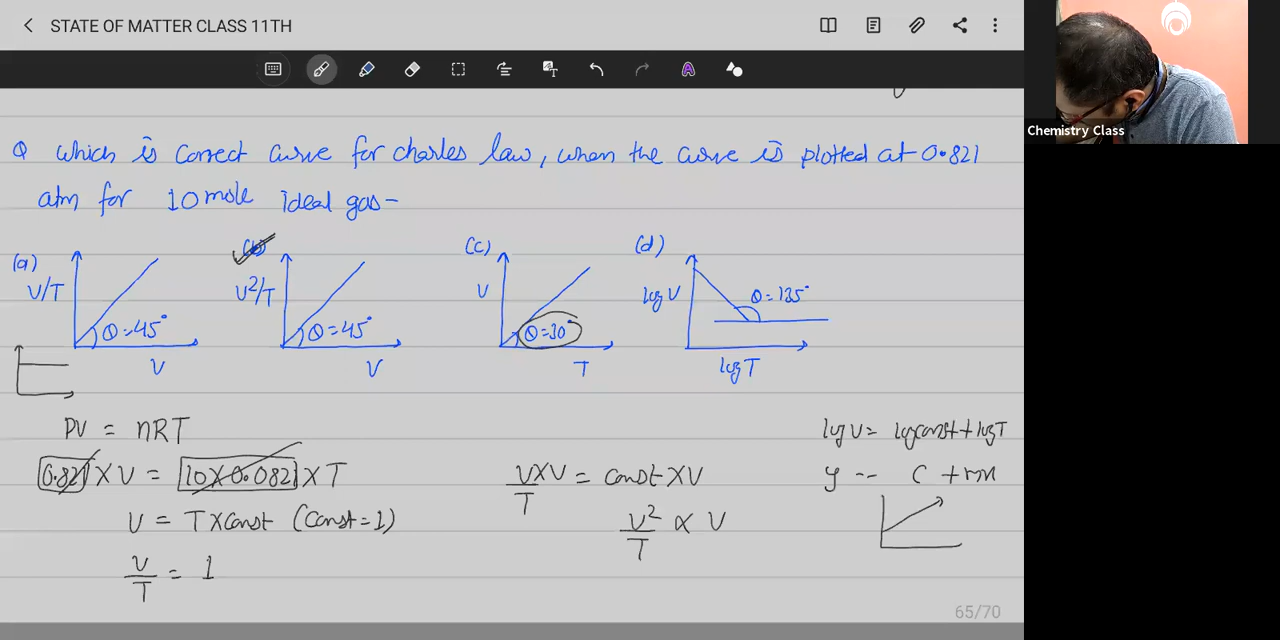 STATE OF MATTER CLASS 11TH
Chemistry Class
Q which is correct curve for charles law, when the curve is plotted at 0.821
atm for 10 mole ideal gas-
(a) V/T θ=45° V
(b) V²/T θ=45° V
(c) V θ=30° T
(d) log V θ=135° log T
PV = nRT
0.821 × V = 10×0.0821 × T
V = T×const (const=1)
V/T = 1
V×V/T = const×V
V²/T ∝ V
log V = log const + log T
y = C + mx
65/70